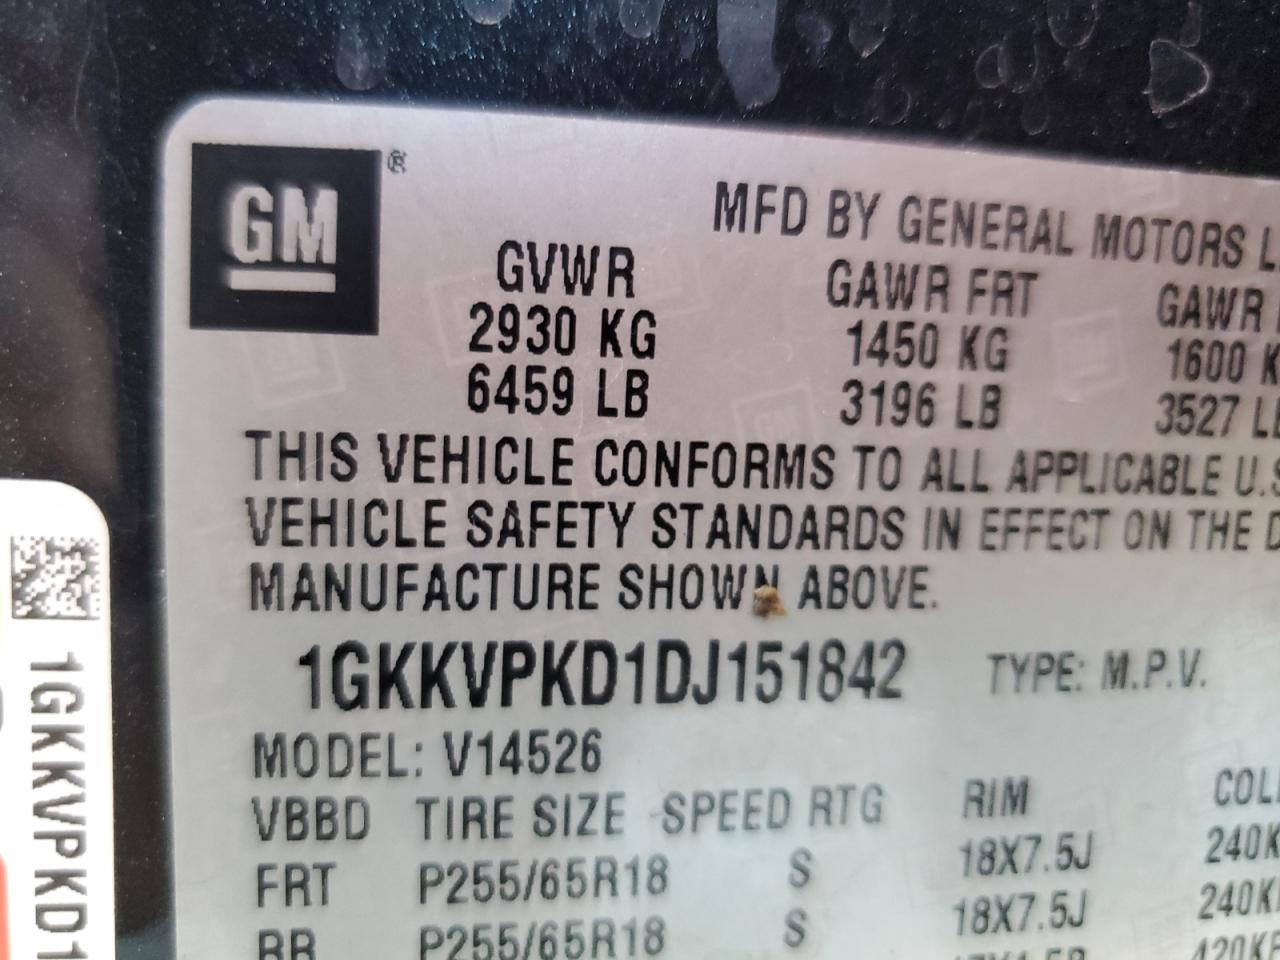 GM®
MFD BY GENERAL MOTORS
GVWR GAWR FRT GAWR
2930 KG 1450 KG 1600 K
6459 LB 3196 LB 3527 LB
THIS VEHICLE CONFORMS TO ALL APPLICABLE U.S
VEHICLE SAFETY STANDARDS IN EFFECT ON THE D
MANUFACTURE SHOWN ABOVE.
1GKKVPKD1DJ151842 TYPE: M.P.V.
MODEL: V14526
VBBD TIRE SIZE SPEED RTG RIM COL
FRT P255/65R18 S 18X7.5J 240K
RR P255/65R18 S 18X7.5J 240K
1GKKVPKD1